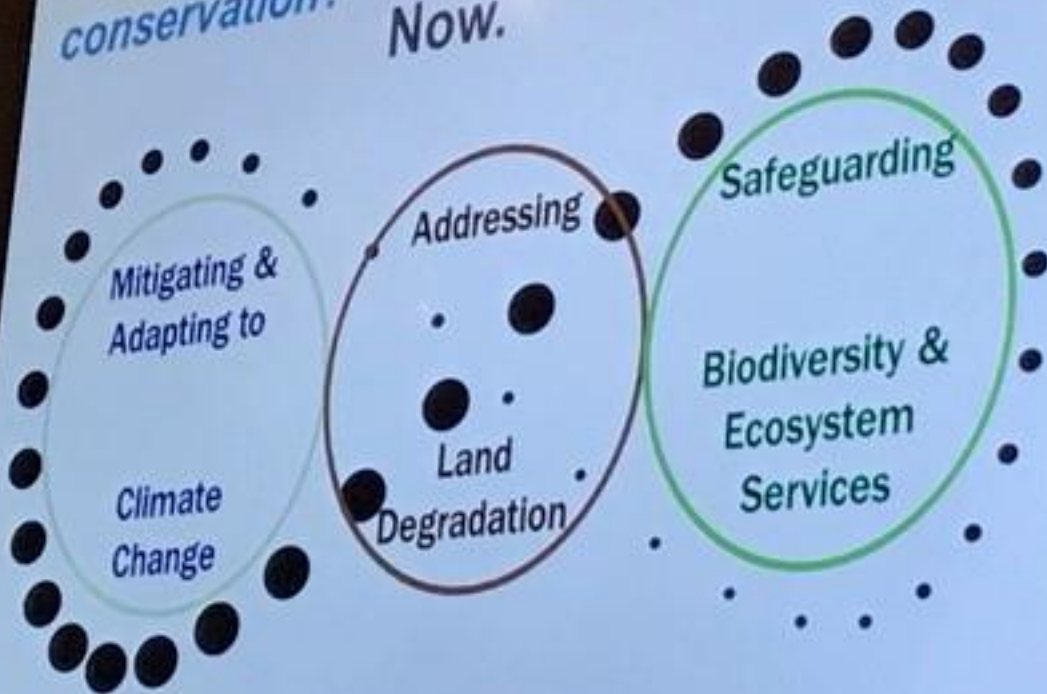 conservation?
Now.
Mitigating &
Adapting to
Climate
Change
Addressing
Land
Degradation
Safeguarding
Biodiversity &
Ecosystem
Services